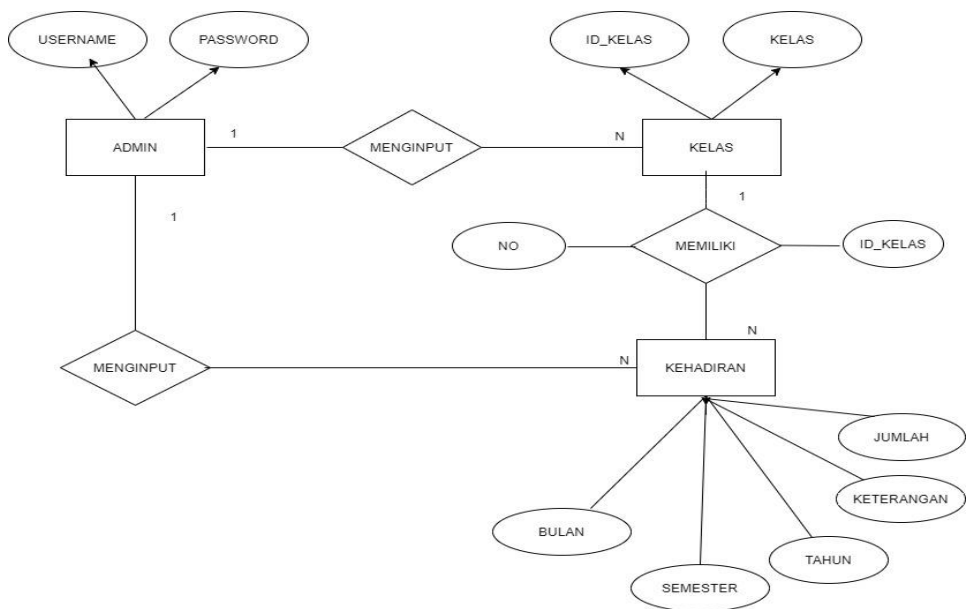 USERNAME
PASSWORD
ID_KELAS
KELAS
ADMIN
1
MENGINPUT
N
KELAS
1
1
NO
MEMILIKI
ID_KELAS
N
MENGINPUT
N
KEHADIRAN
JUMLAH
KETERANGAN
BULAN
TAHUN
SEMESTER